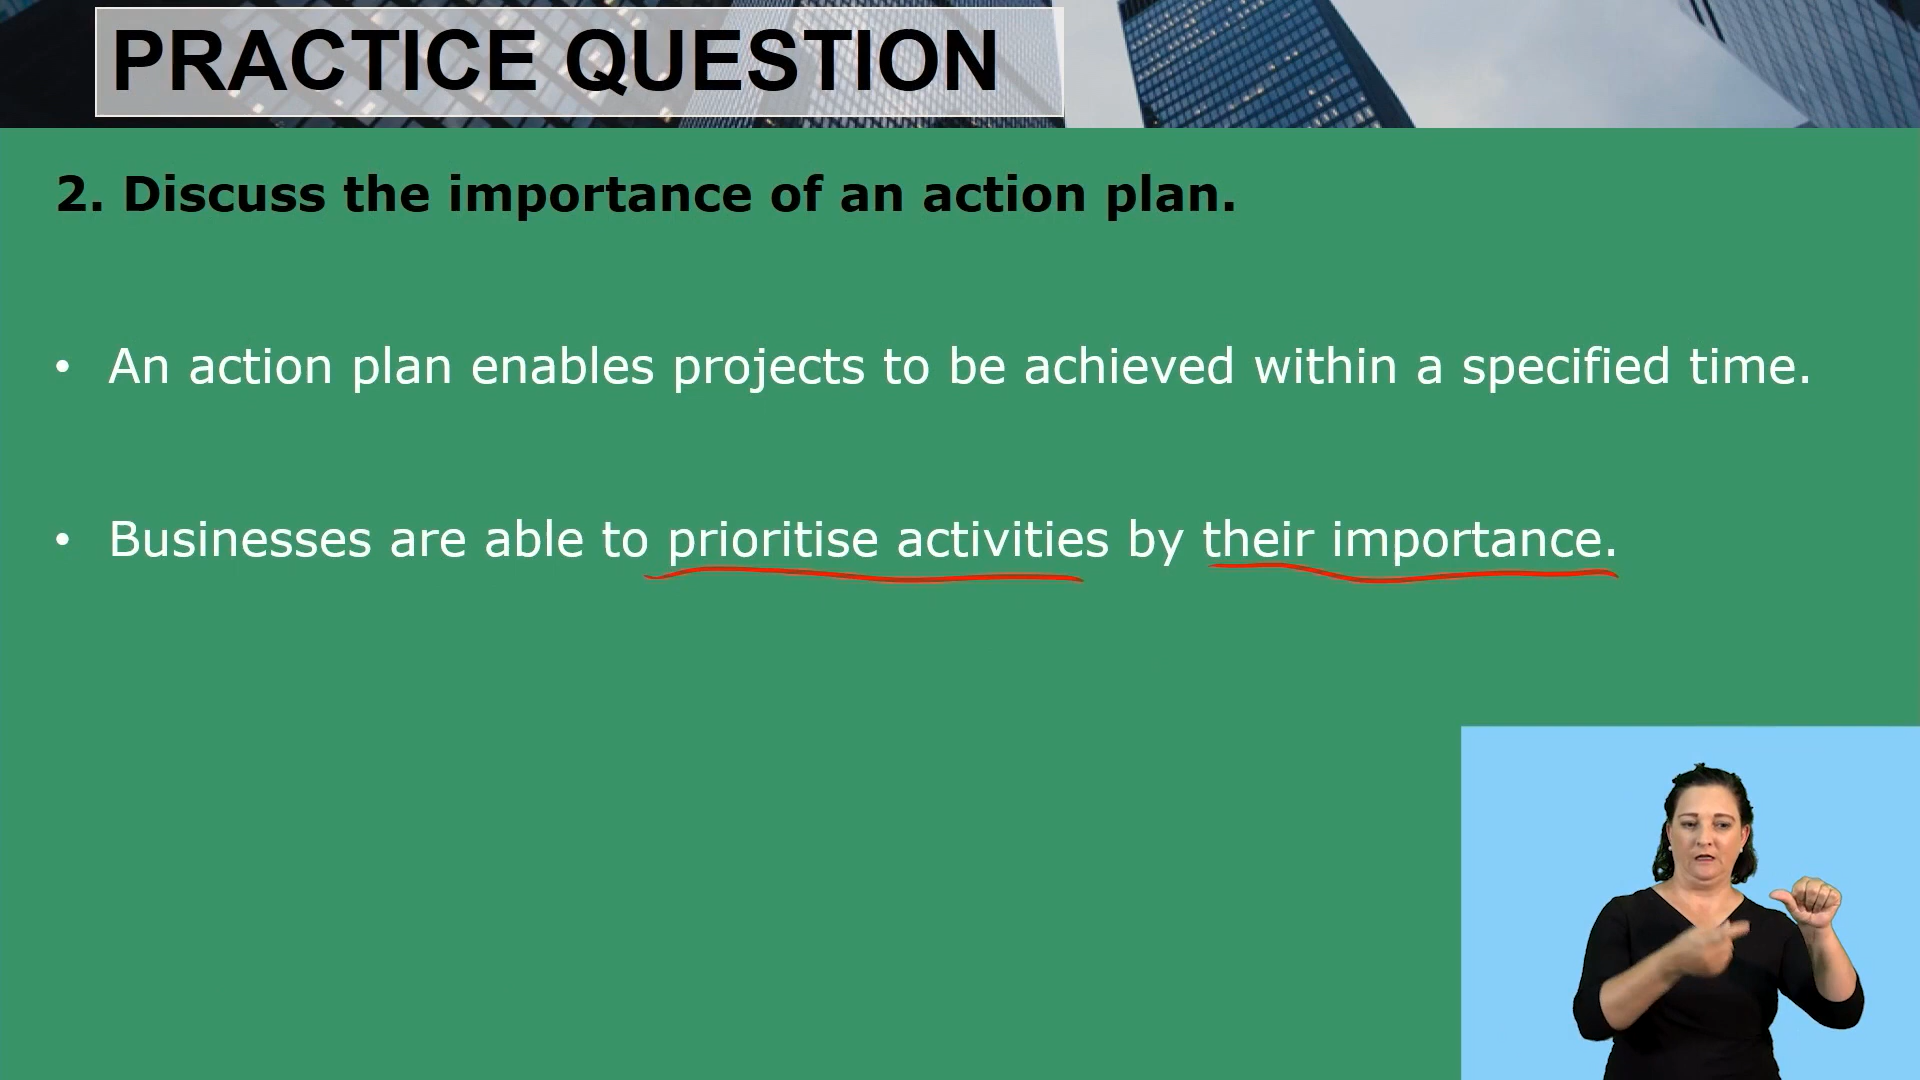 PRACTICE QUESTION
2. Discuss the importance of an action plan.
• An action plan enables projects to be achieved within a specified time.
• Businesses are able to prioritise activities by their importance.